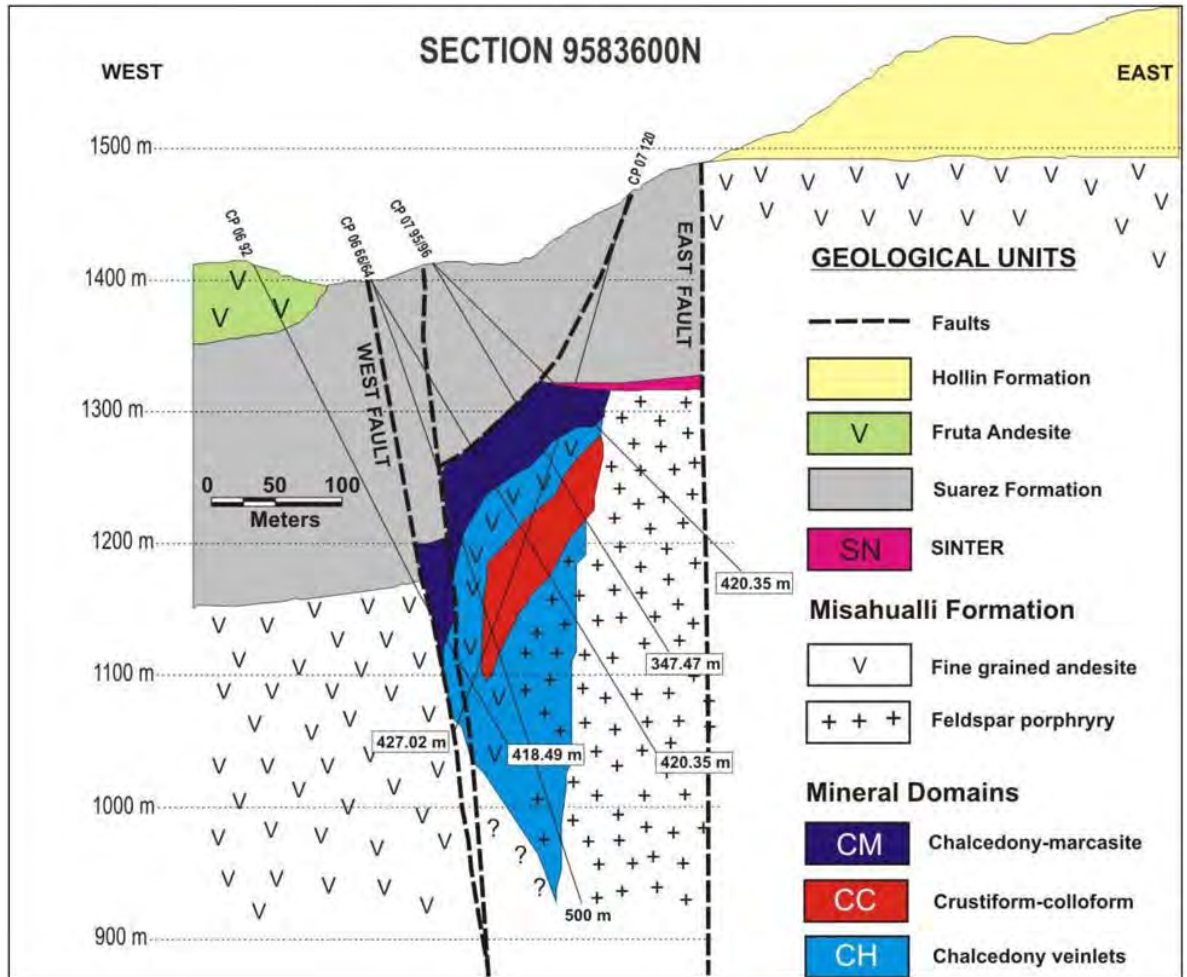 SECTION 9583600N
WEST
EAST
1500 m
1400 m
1300 m
1200 m
1100 m
1000 m
900 m
CP 06 92
CP 06 66/64
CP 07 95/96
CP 07 120
WEST FAULT
EAST FAULT
0 50 100
Meters
420.35 m
347.47 m
427.02 m
418.49 m
420.35 m
500 m
? ? ?
GEOLOGICAL UNITS
Faults
Hollin Formation
V Fruta Andesite
Suarez Formation
SN SINTER
Misahualli Formation
V Fine grained andesite
+ + + Feldspar porphryry
Mineral Domains
CM Chalcedony-marcasite
CC Crustiform-colloform
CH Chalcedony veinlets